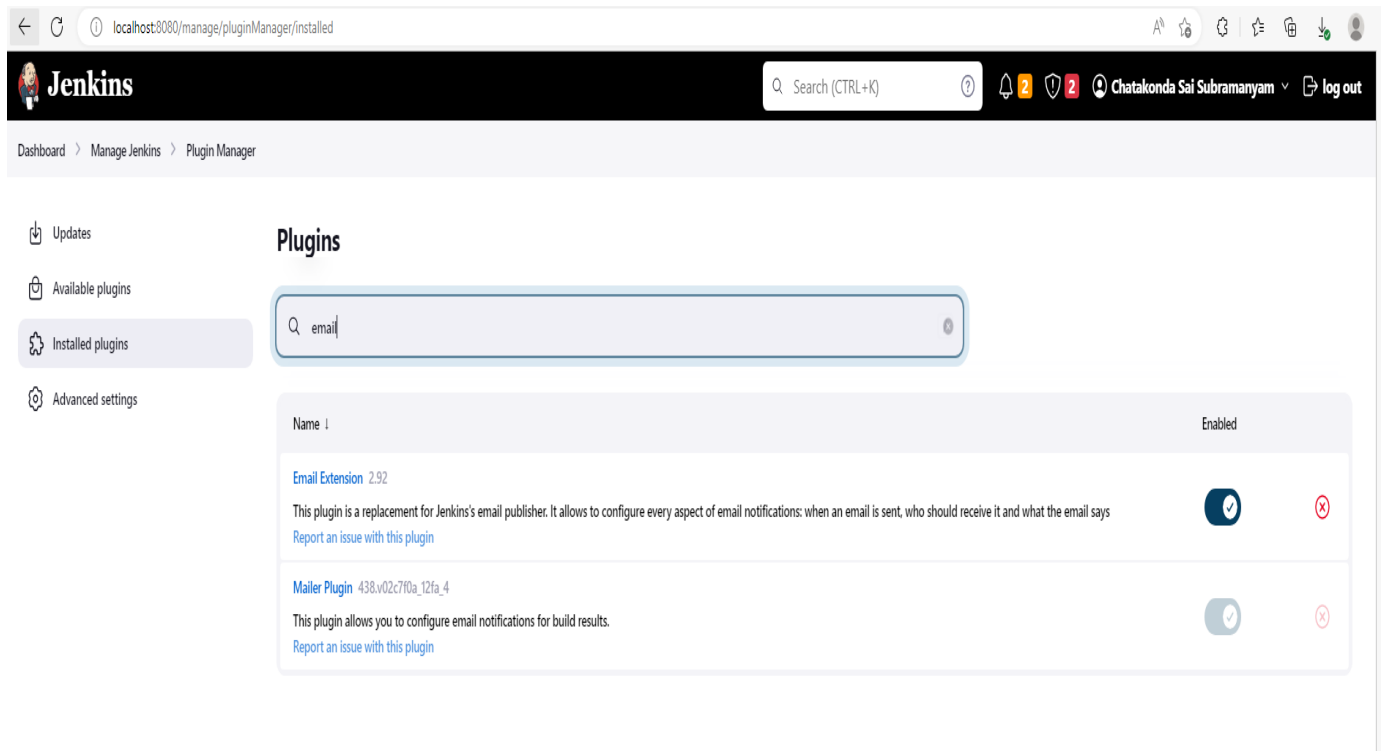 localhost:8080/manage/pluginManager/installed
Jenkins
Search (CTRL+K)
2
2
Chatakonda Sai Subramanyam
log out
Dashboard > Manage Jenkins > Plugin Manager
Updates
Available plugins
Installed plugins
Advanced settings
Plugins
email
Name ↓ Enabled
Email Extension 2.92
This plugin is a replacement for Jenkins's email publisher. It allows to configure every aspect of email notifications: when an email is sent, who should receive it and what the email says
Report an issue with this plugin
Mailer Plugin 438.v02c7f0a_12fa_4
This plugin allows you to configure email notifications for build results.
Report an issue with this plugin